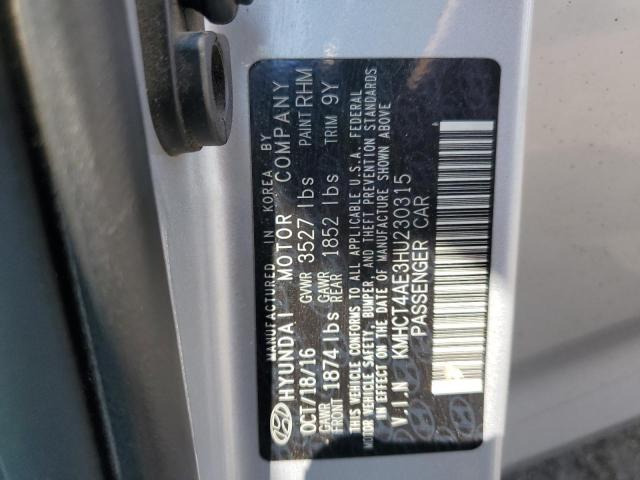 MANUFACTURED IN KOREA BY
HYUNDAI MOTOR COMPANY
OCT/18/16 GVWR 3527 lbs PAINT RHM
GAWR FRONT 1874 lbs GAWR REAR 1852 lbs TRIM 9Y
THIS VEHICLE CONFORMS TO ALL APPLICABLE U.S.A. FEDERAL
MOTOR VEHICLE SAFETY, BUMPER, AND THEFT PREVENTION STANDARDS
IN EFFECT ON THE DATE OF MANUFACTURE SHOWN ABOVE
V.I.N KMHCT4AE3HU230315
PASSENGER CAR